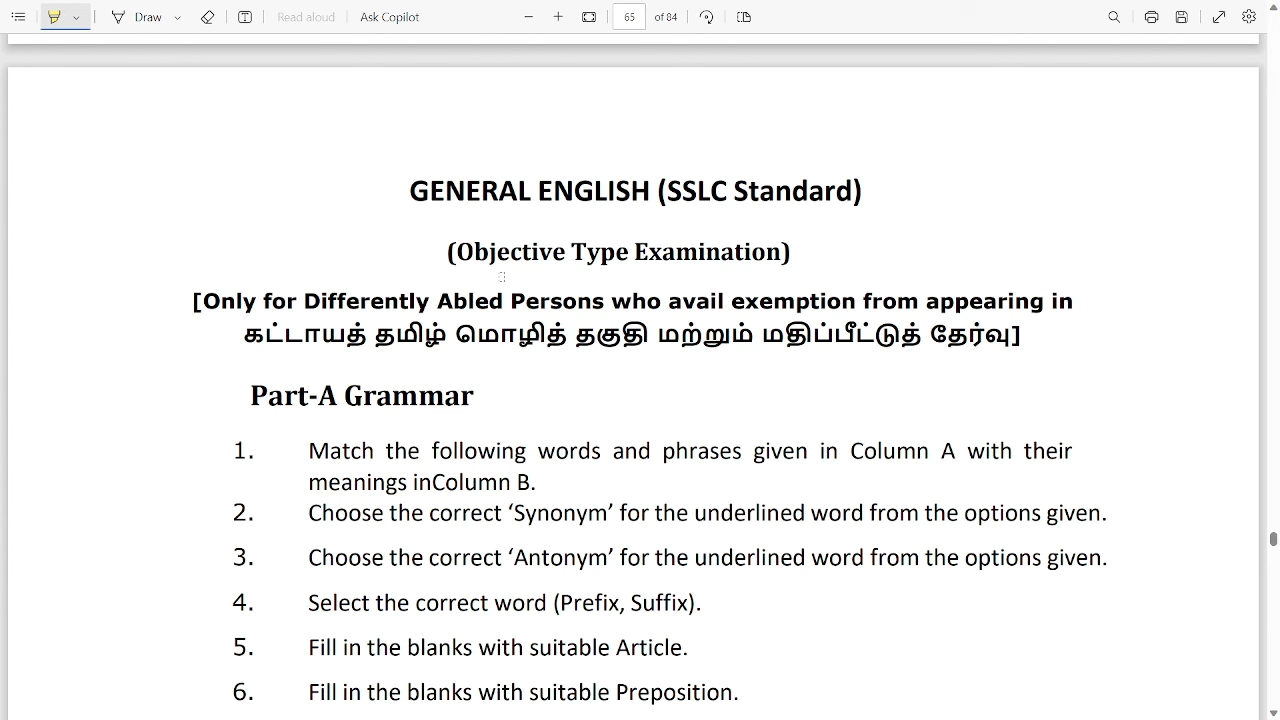 Draw
Read aloud
Ask Copilot
65 of 84
GENERAL ENGLISH (SSLC Standard)
(Objective Type Examination)
[Only for Differently Abled Persons who avail exemption from appearing in
கட்டாயத் தமிழ் மொழித் தகுதி மற்றும் மதிப்பீட்டுத் தேர்வு]
Part-A Grammar
1. Match the following words and phrases given in Column A with their
meanings inColumn B.
2. Choose the correct ‘Synonym’ for the underlined word from the options given.
3. Choose the correct ‘Antonym’ for the underlined word from the options given.
4. Select the correct word (Prefix, Suffix).
5. Fill in the blanks with suitable Article.
6. Fill in the blanks with suitable Preposition.